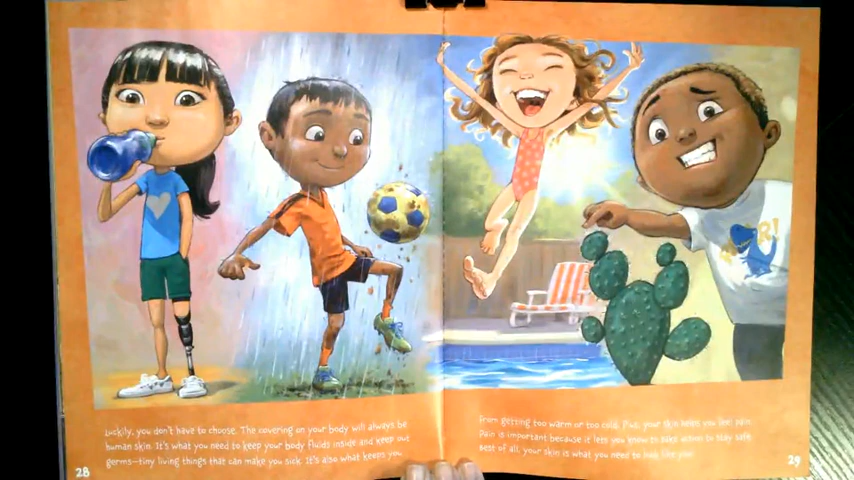 Luckily, you don't have to choose. The covering on your body will always be
human skin. It's what you need to keep your body fluids inside and keep out
germs—tiny living things that can make you sick. It's also what keeps you
28
from getting too warm or too cold. Plus, your skin helps you feel pain.
Pain is important because it lets you know to take action to stay safe.
Best of all, your skin is what you need to look like you.
29